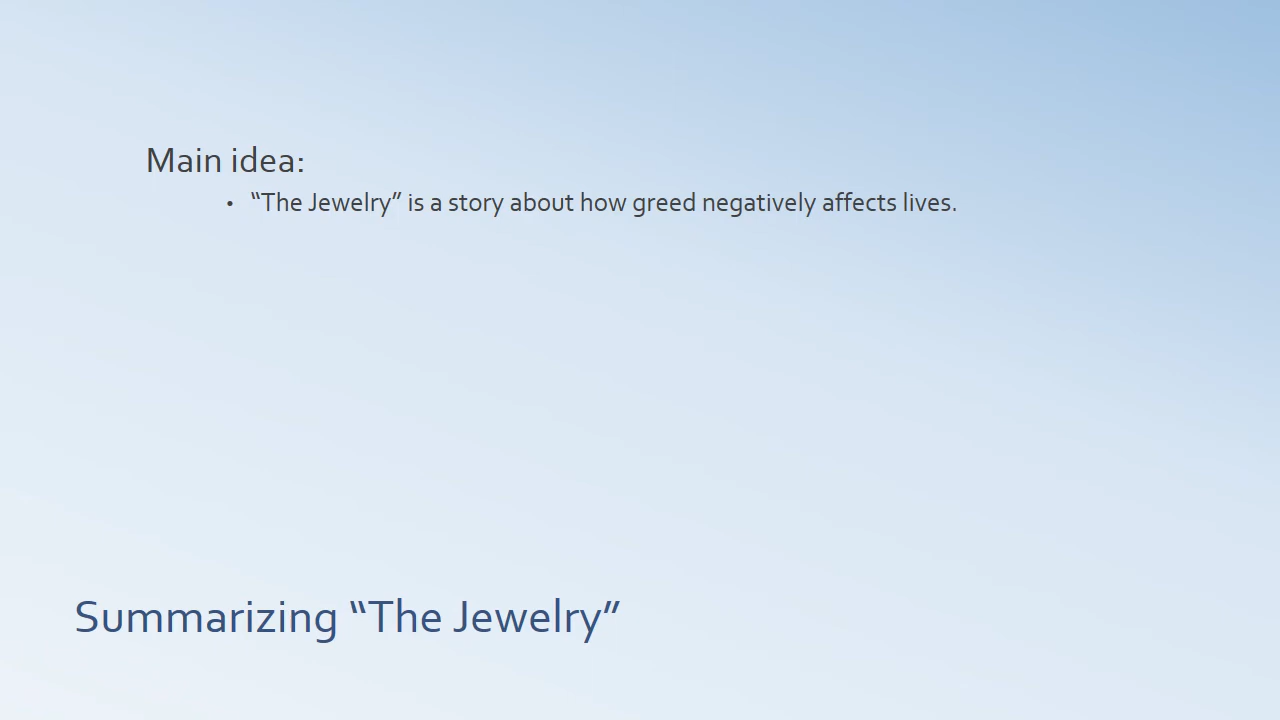 Main idea:
• “The Jewelry” is a story about how greed negatively affects lives.
Summarizing “The Jewelry”